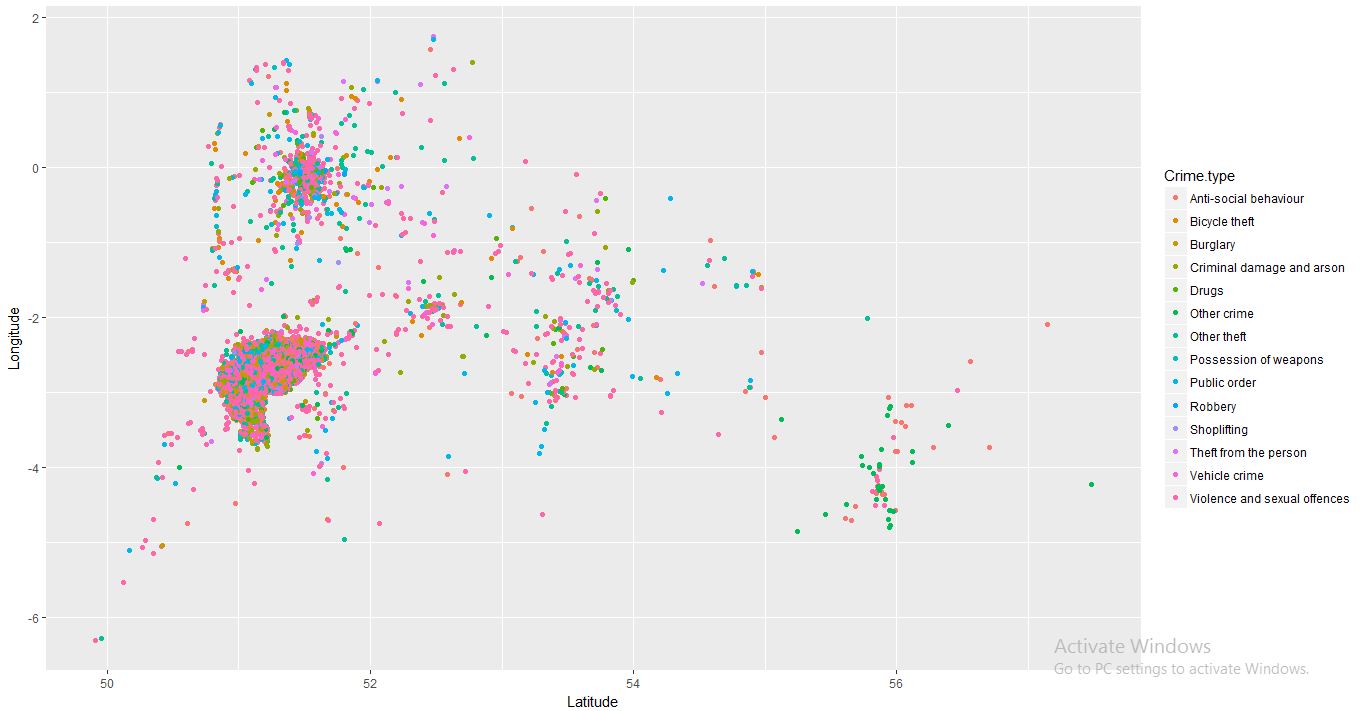 2
0
-2
-4
-6
Longitude
50
52
54
56
Latitude
Crime.type
Anti-social behaviour
Bicycle theft
Burglary
Criminal damage and arson
Drugs
Other crime
Other theft
Possession of weapons
Public order
Robbery
Shoplifting
Theft from the person
Vehicle crime
Violence and sexual offences
Activate Windows
Go to PC settings to activate Windows.